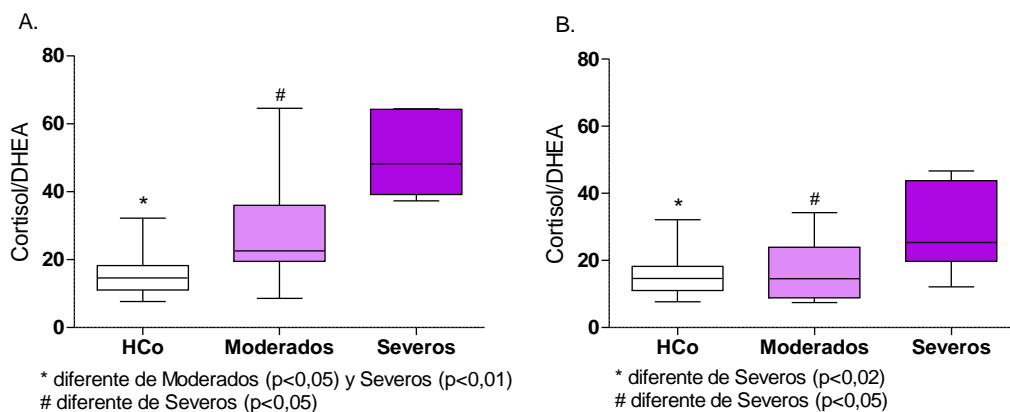 A.
Cortisol/DHEA
80
60
40
20
0
*
#
HCo Moderados Severos
* diferente de Moderados (p<0,05) y Severos (p<0,01)
# diferente de Severos (p<0,05)
B.
Cortisol/DHEA
80
60
40
20
0
*
#
HCo Moderados Severos
* diferente de Severos (p<0,02)
# diferente de Severos (p<0,05)